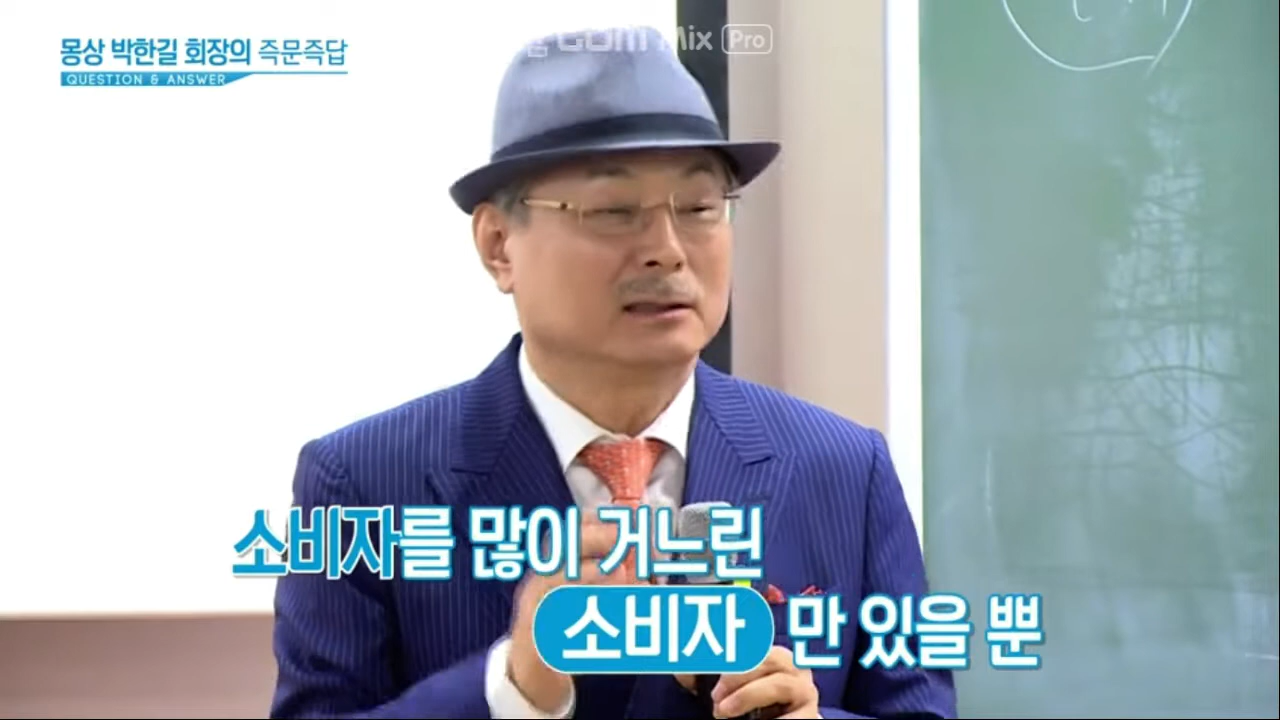 몽상 박한길 회장의 즉문즉답
QUESTION & ANSWER
GOM Mix Pro
소비자를 많이 거느린
소비자 만 있을 뿐